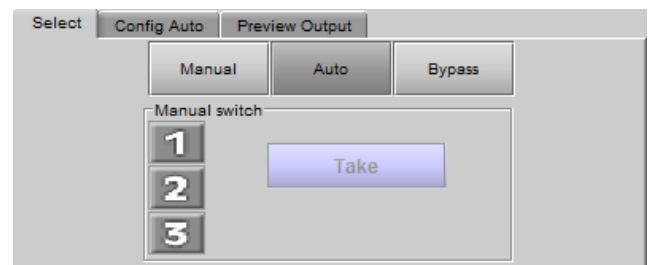 Select Config Auto Preview Output
Manual Auto Bypass
Manual switch
1
Take
2
3